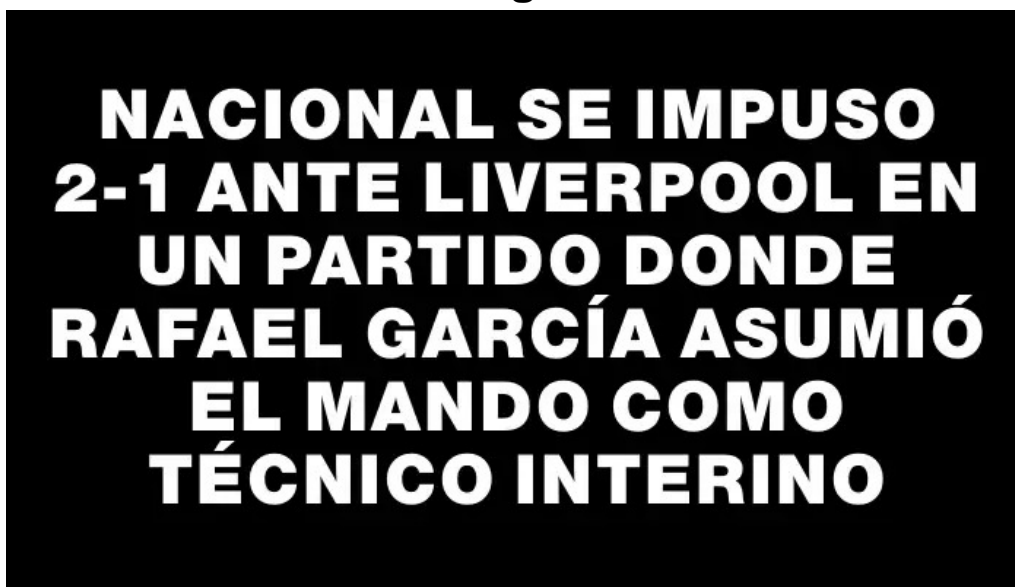 NACIONAL SE IMPUSO
2-1 ANTE LIVERPOOL EN
UN PARTIDO DONDE
RAFAEL GARCÍA ASUMIÓ
EL MANDO COMO
TÉCNICO INTERINO